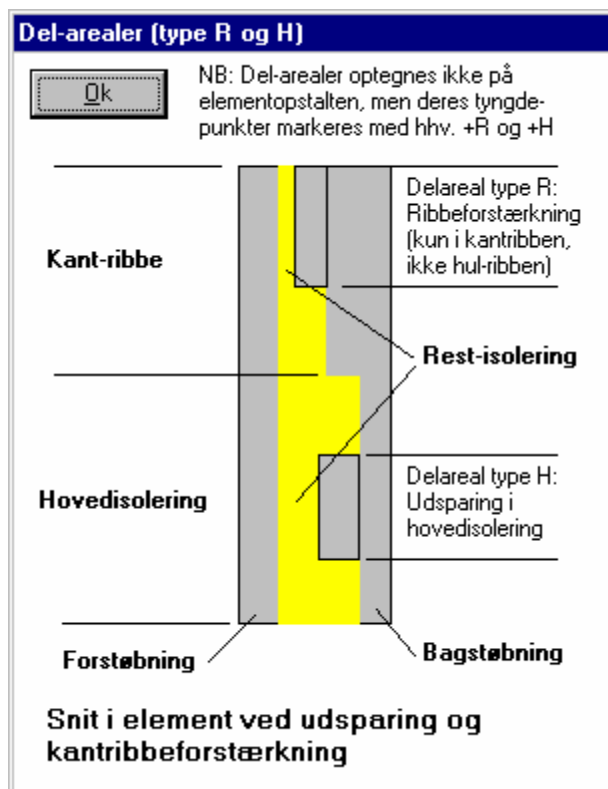 Del-arealer (type R og H)
Ok
NB: Del-arealer optegnes ikke på
elementopstalten, men deres tyngde-
punkter markeres med hhv. +R og +H
Delareal type R:
Ribbeforstærkning
(kun i kantribben,
ikke hul-ribben)
Kant-ribbe
Rest-isolering
Delareal type H:
Udsparing i
hovedisolering
Hovedisolering
Forstøbning
Bagstøbning
Snit i element ved udsparing og
kantribbeforstærkning